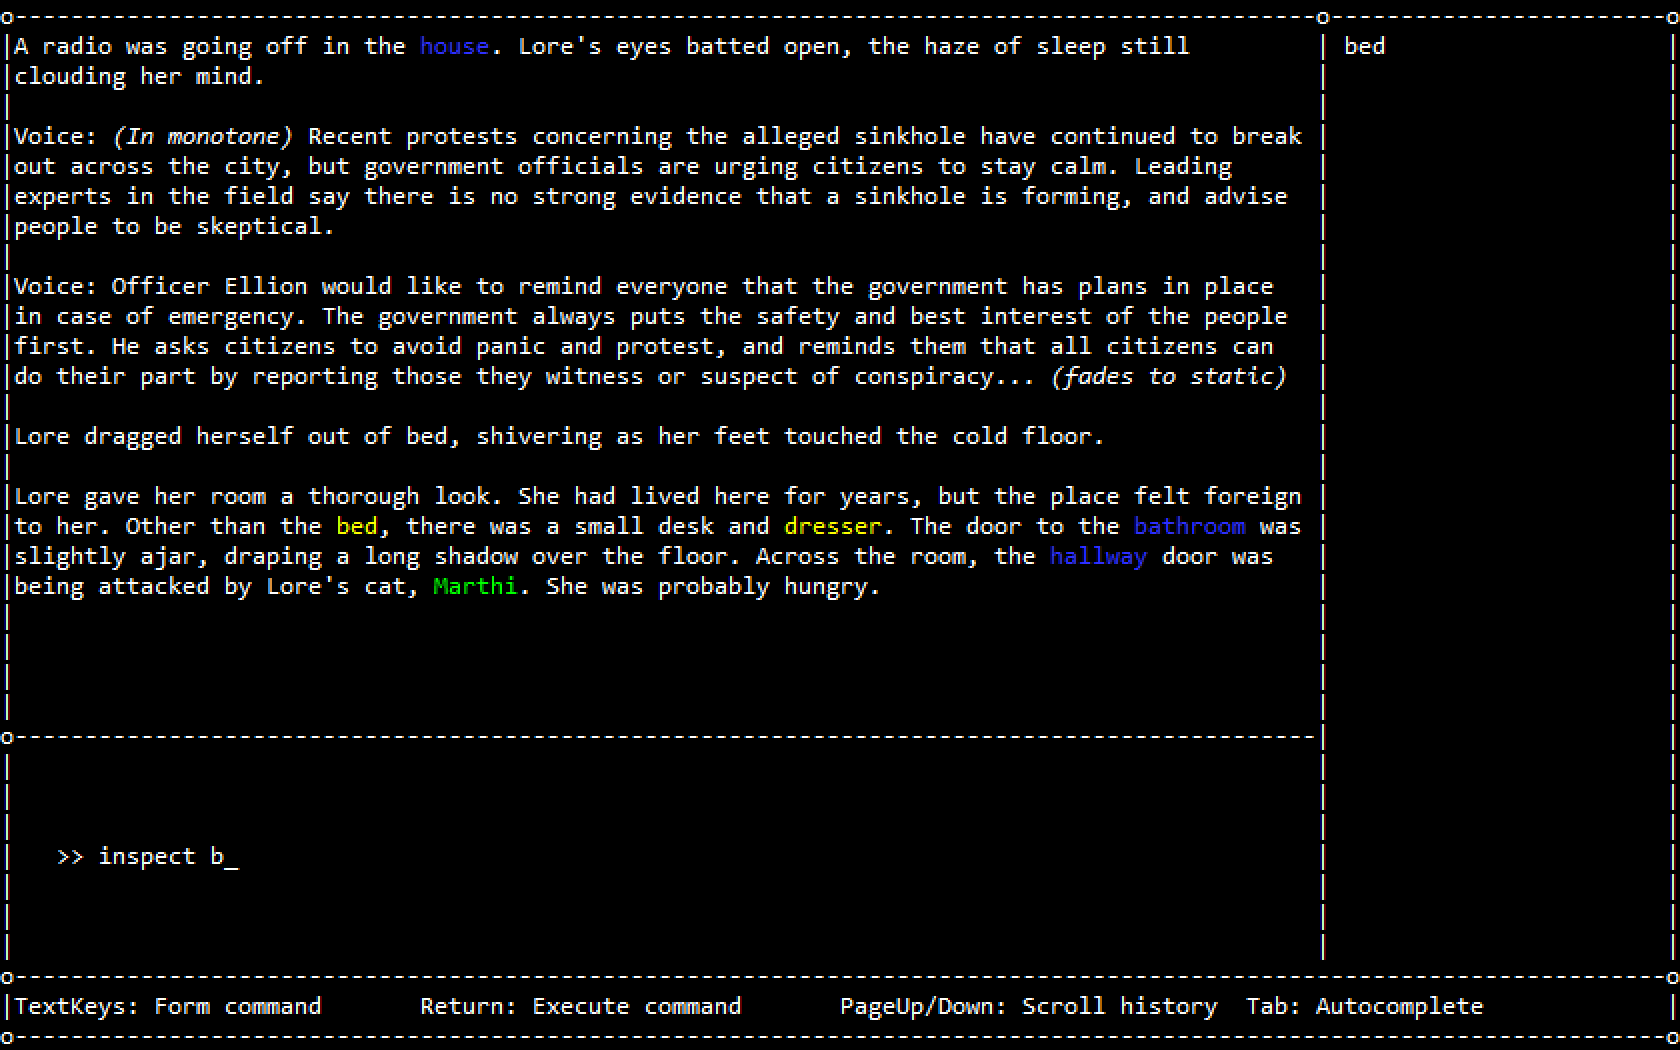 A radio was going off in the house. Lore's eyes batted open, the haze of sleep still
clouding her mind.
Voice: (In monotone) Recent protests concerning the alleged sinkhole have continued to break
out across the city, but government officials are urging citizens to stay calm. Leading
experts in the field say there is no strong evidence that a sinkhole is forming, and advise
people to be skeptical.
Voice: Officer Ellion would like to remind everyone that the government has plans in place
in case of emergency. The government always puts the safety and best interest of the people
first. He asks citizens to avoid panic and protest, and reminds them that all citizens can
do their part by reporting those they witness or suspect of conspiracy... (fades to static)
Lore dragged herself out of bed, shivering as her feet touched the cold floor.
Lore gave her room a thorough look. She had lived here for years, but the place felt foreign
to her. Other than the bed, there was a small desk and dresser. The door to the bathroom was
slightly ajar, draping a long shadow over the floor. Across the room, the hallway door was
being attacked by Lore's cat, Marthi. She was probably hungry.
bed
>> inspect b_
TextKeys: Form command Return: Execute command PageUp/Down: Scroll history Tab: Autocomplete